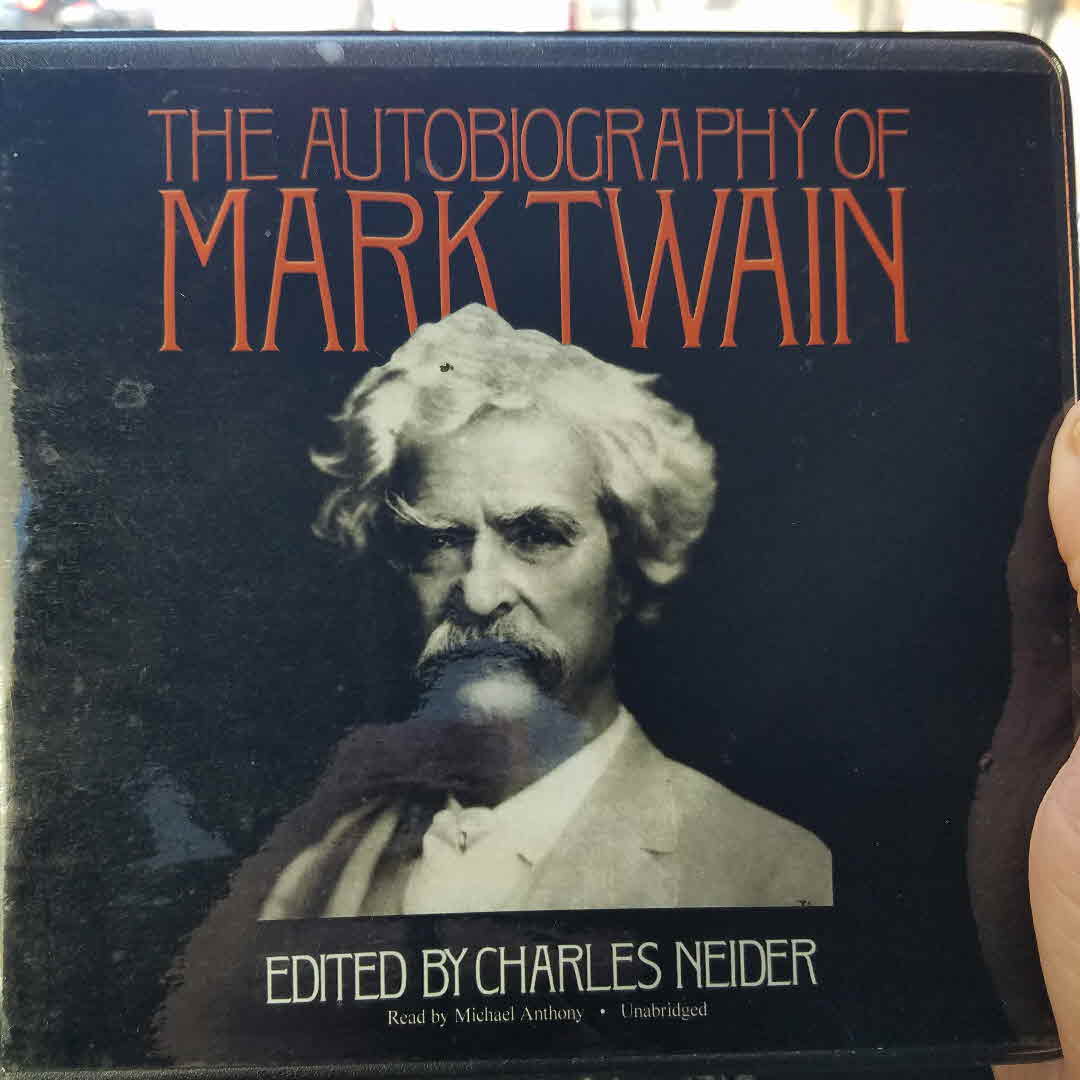 THE AUTOBIOGRAPHY OF
MARK TWAIN
EDITED BY CHARLES NEIDER
Read by Michael Anthony • Unabridged